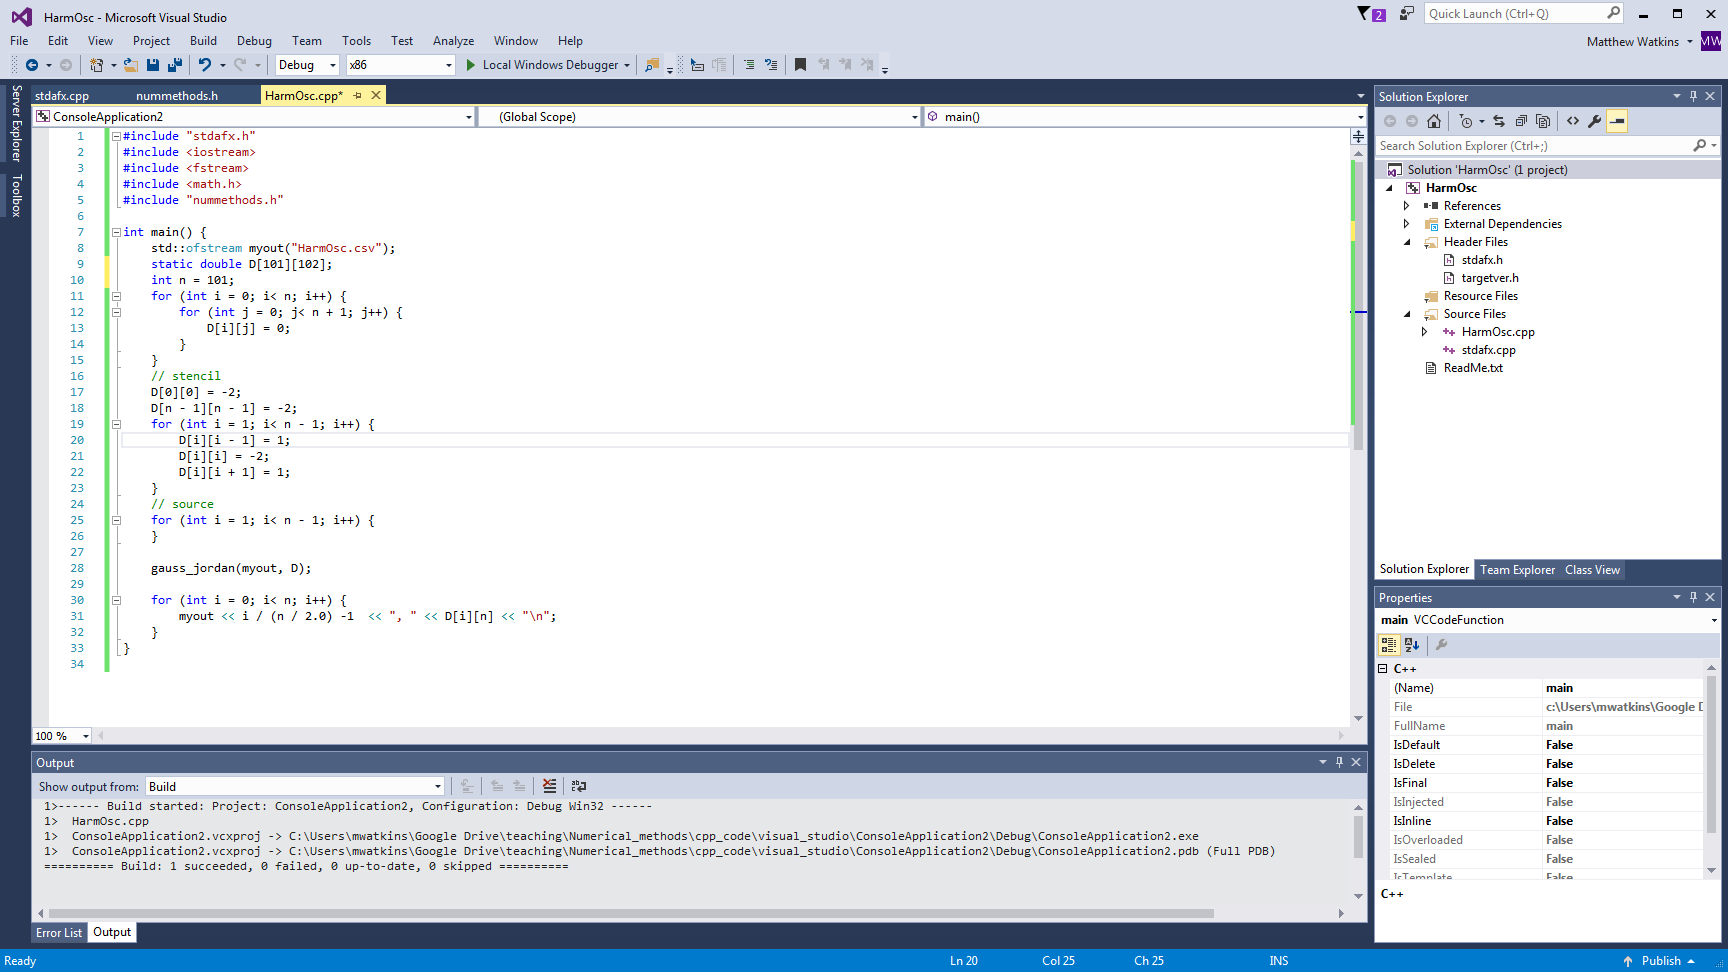 HarmOsc - Microsoft Visual Studio
2
Quick Launch (Ctrl+Q)
File Edit View Project Build Debug Team Tools Test Analyze Window Help
Matthew Watkins MW
Debug x86 Local Windows Debugger
Server Explorer
Toolbox
stdafx.cpp nummethods.h HarmOsc.cpp*
ConsoleApplication2 (Global Scope) main()
1 #include "stdafx.h"
2 #include <iostream>
3 #include <fstream>
4 #include <math.h>
5 #include "nummethods.h"
6
7 int main() {
8 std::ofstream myout("HarmOsc.csv");
9 static double D[101][102];
10 int n = 101;
11 for (int i = 0; i< n; i++) {
12 for (int j = 0; j< n + 1; j++) {
13 D[i][j] = 0;
14 }
15 }
16 // stencil
17 D[0][0] = -2;
18 D[n - 1][n - 1] = -2;
19 for (int i = 1; i< n - 1; i++) {
20 D[i][i - 1] = 1;
21 D[i][i] = -2;
22 D[i][i + 1] = 1;
23 }
24 // source
25 for (int i = 1; i< n - 1; i++) {
26 }
27
28 gauss_jordan(myout, D);
29
30 for (int i = 0; i< n; i++) {
31 myout << i / (n / 2.0) -1  << ", " << D[i][n] << "\n";
32 }
33 }
34
100 %
Output
Show output from: Build
1>------ Build started: Project: ConsoleApplication2, Configuration: Debug Win32 ------
1>  HarmOsc.cpp
1>  ConsoleApplication2.vcxproj -> C:\Users\mwatkins\Google Drive\teaching\Numerical_methods\cpp_code\visual_studio\ConsoleApplication2\Debug\ConsoleApplication2.exe
1>  ConsoleApplication2.vcxproj -> C:\Users\mwatkins\Google Drive\teaching\Numerical_methods\cpp_code\visual_studio\ConsoleApplication2\Debug\ConsoleApplication2.pdb (Full PDB)
========== Build: 1 succeeded, 0 failed, 0 up-to-date, 0 skipped ==========
Error List Output
Solution Explorer
Search Solution Explorer (Ctrl+;)
Solution 'HarmOsc' (1 project)
HarmOsc
References
External Dependencies
Header Files
stdafx.h
targetver.h
Resource Files
Source Files
HarmOsc.cpp
stdafx.cpp
ReadMe.txt
Solution Explorer Team Explorer Class View
Properties
main VCCodeFunction
C++
(Name) main
File c:\Users\mwatkins\Google D
FullName main
IsDefault False
IsDelete False
IsFinal False
IsInjected False
IsInline False
IsOverloaded False
IsSealed False
IsTemplate False
C++
Ready Ln 20 Col 25 Ch 25 INS Publish